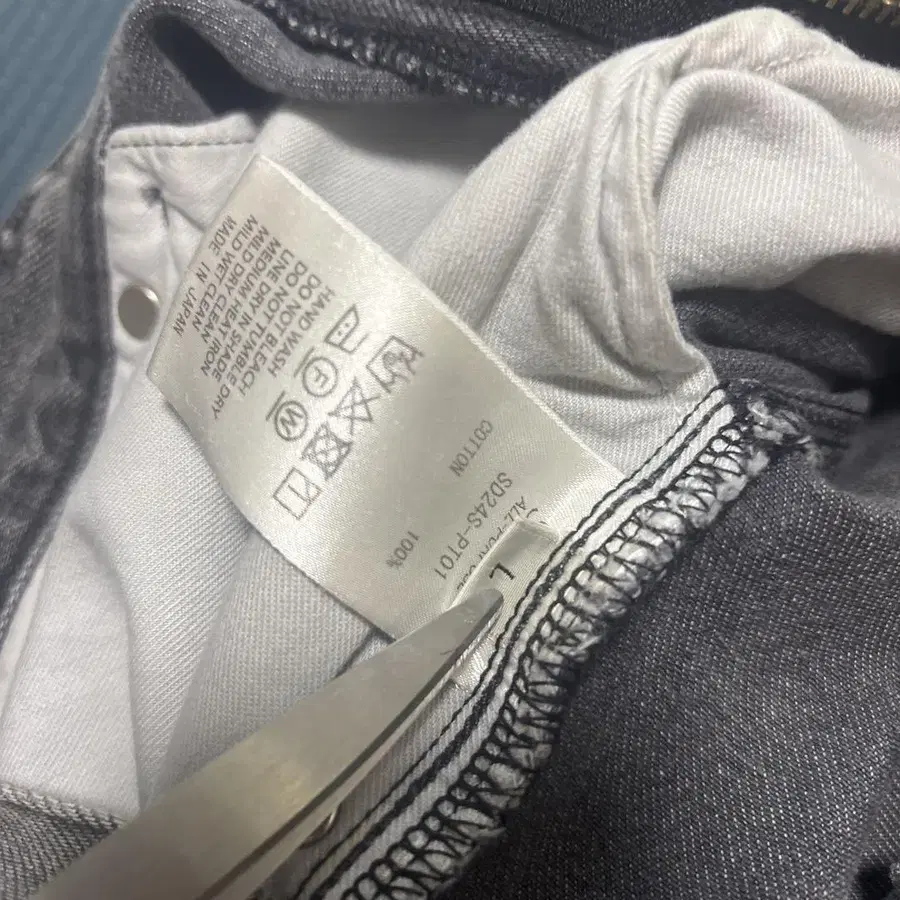 L
SD24S-PT01
COTTON 100%
F
W
HAND WASH
DO NOT BLEACH
DO NOT TUMBLE DRY
LINE DRY IN SHADE
MEDIUM HEAT IRON
MILD DRY CLEAN
MILD WET CLEAN
MADE IN JAPAN